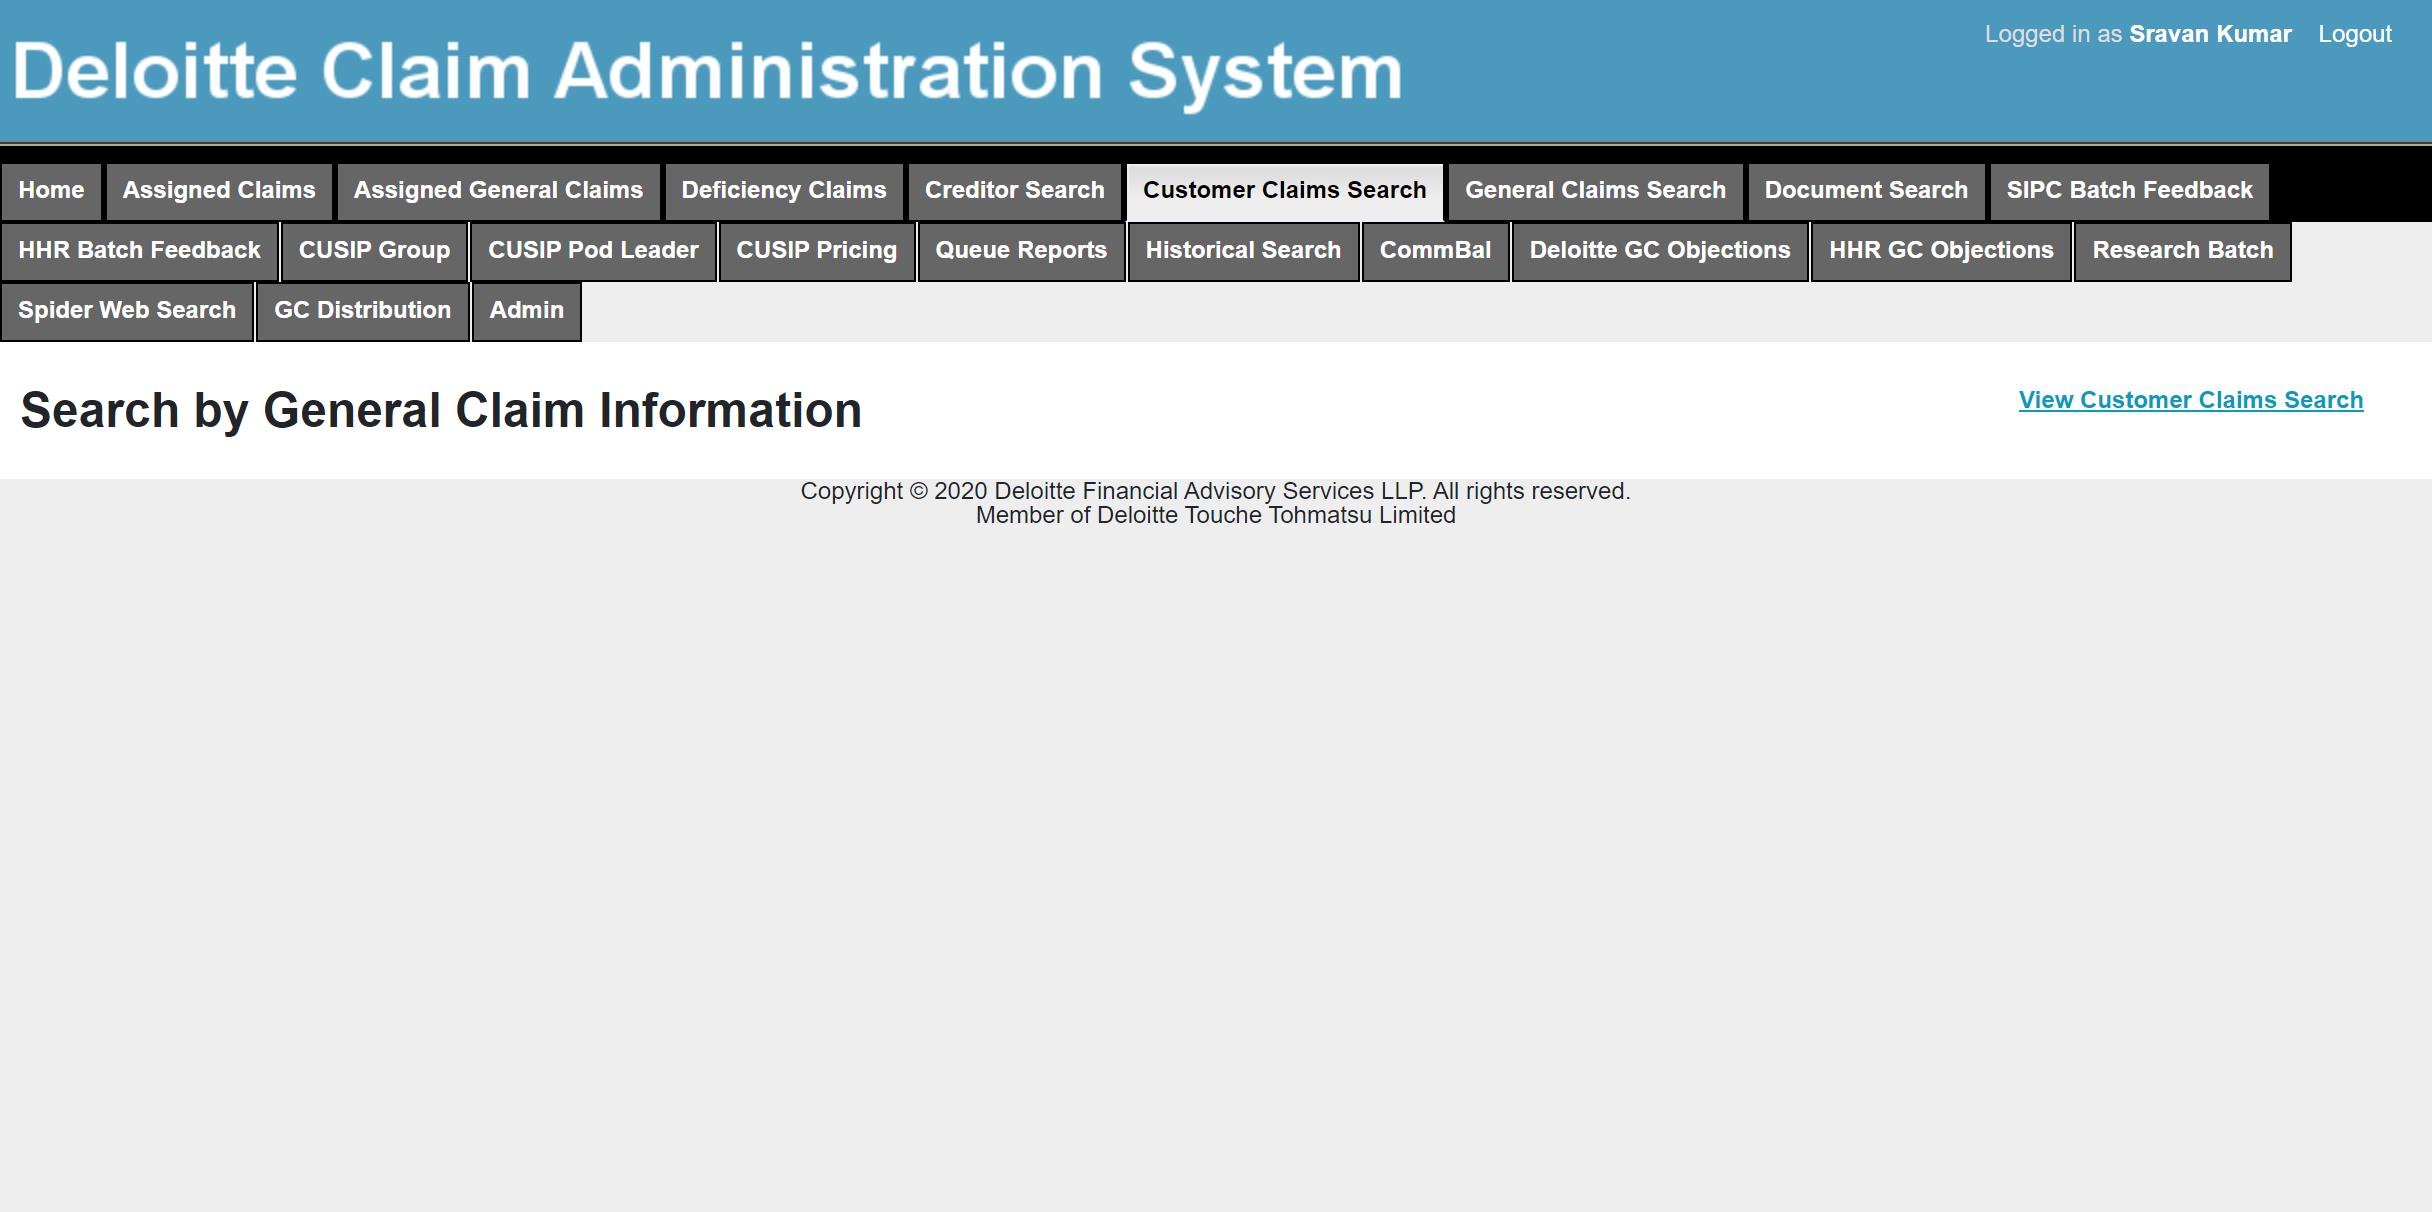 Deloitte Claim Administration System
Logged in as Sravan Kumar Logout
Home Assigned Claims Assigned General Claims Deficiency Claims Creditor Search Customer Claims Search General Claims Search Document Search SIPC Batch Feedback
HHR Batch Feedback CUSIP Group CUSIP Pod Leader CUSIP Pricing Queue Reports Historical Search CommBal Deloitte GC Objections HHR GC Objections Research Batch
Spider Web Search GC Distribution Admin
Search by General Claim Information
View Customer Claims Search
Copyright © 2020 Deloitte Financial Advisory Services LLP. All rights reserved.
Member of Deloitte Touche Tohmatsu Limited